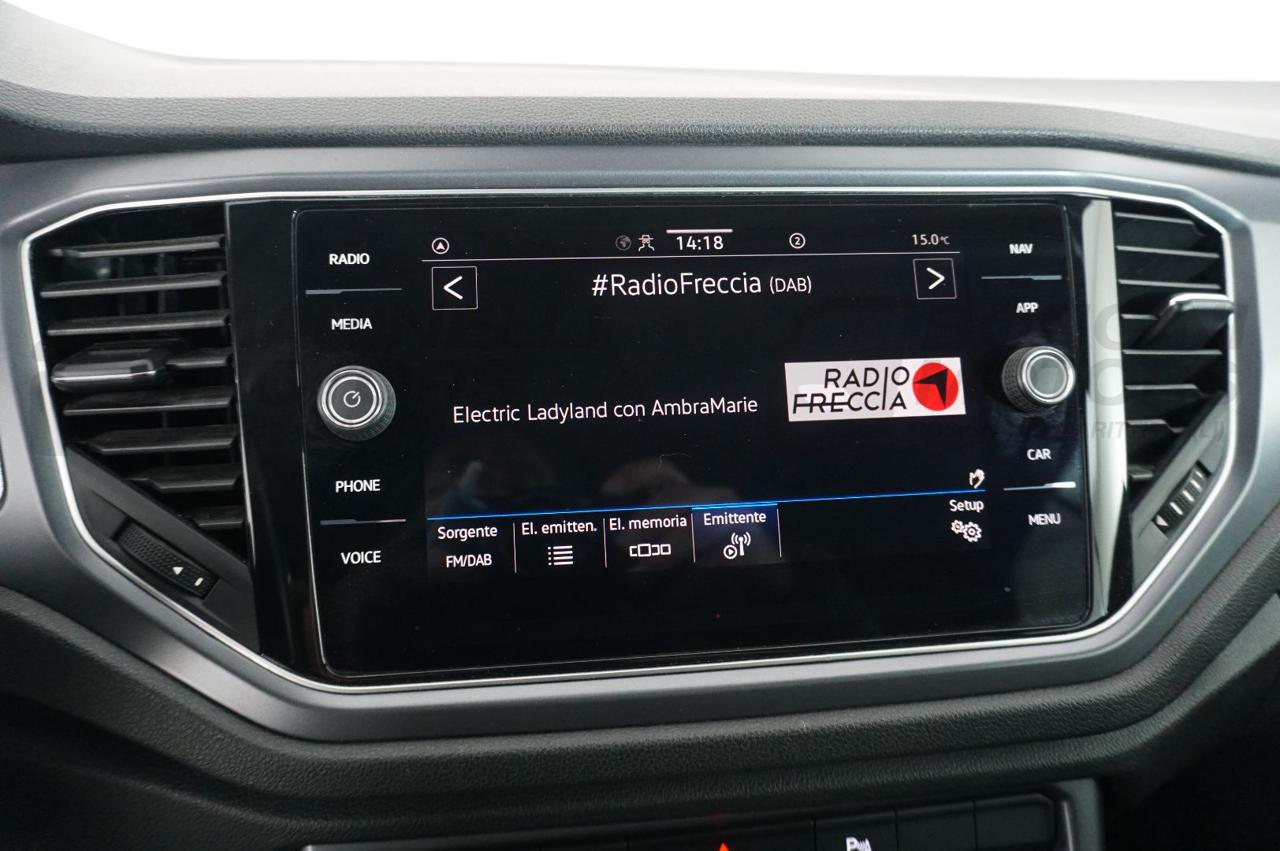 14:18
2
15.0°C
RADIO
MEDIA
PHONE
VOICE
< #RadioFreccia (DAB) >
Electric Ladyland con AmbraMarie
RADIO
FRECCIA
Sorgente
FM/DAB
El. emitten.
El. memoria
Emittente
Setup
NAV
APP
CAR
MENU